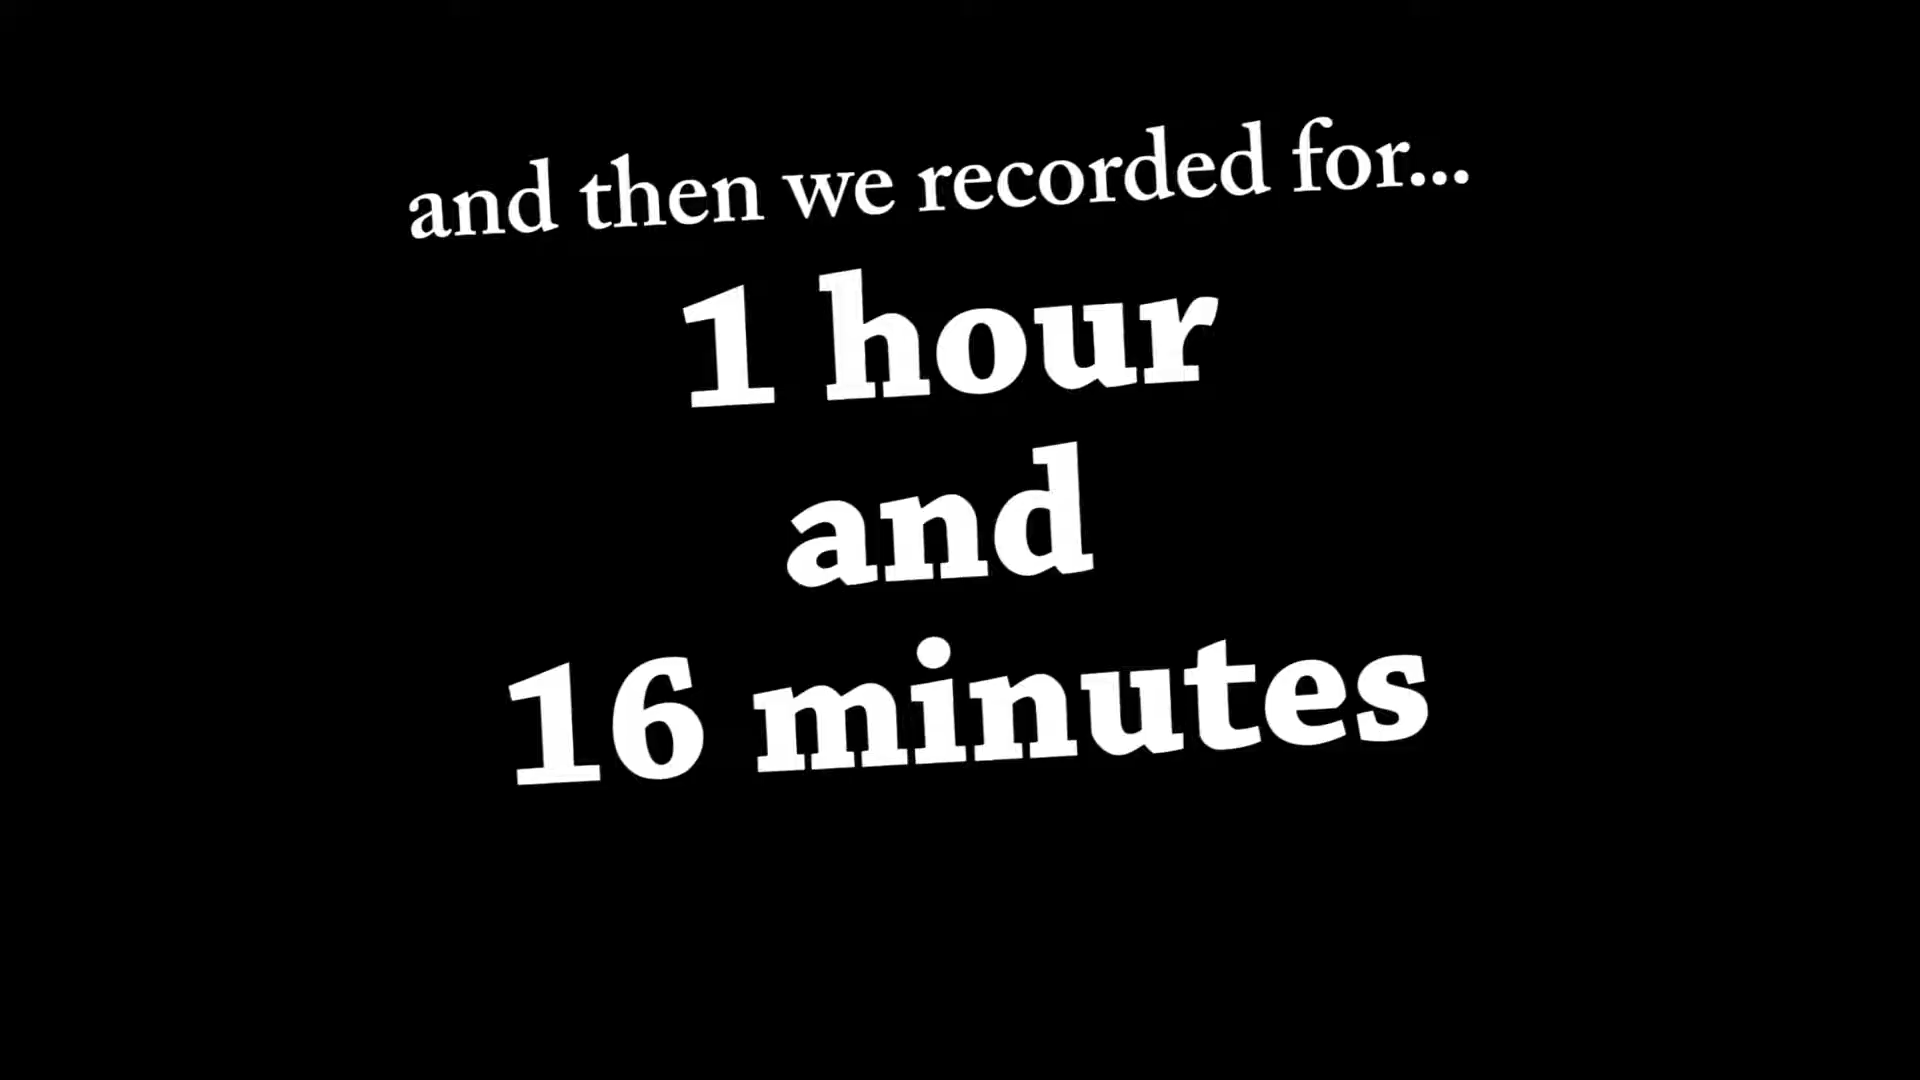 and then we recorded for...
1 hour
and
16 minutes